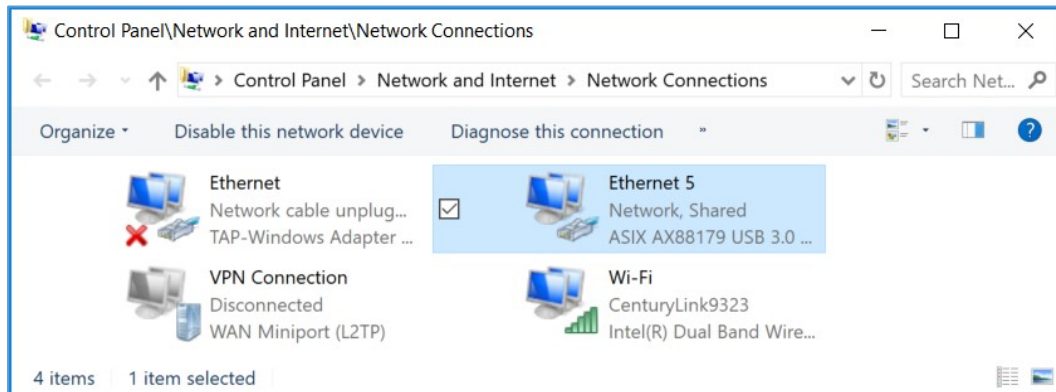 Control Panel\Network and Internet\Network Connections
Control Panel > Network and Internet > Network Connections
Search Net...
Organize
Disable this network device
Diagnose this connection
»
Ethernet
Network cable unplug...
TAP-Windows Adapter ...
Ethernet 5
Network, Shared
ASIX AX88179 USB 3.0 ...
VPN Connection
Disconnected
WAN Miniport (L2TP)
Wi-Fi
CenturyLink9323
Intel(R) Dual Band Wire...
4 items
1 item selected